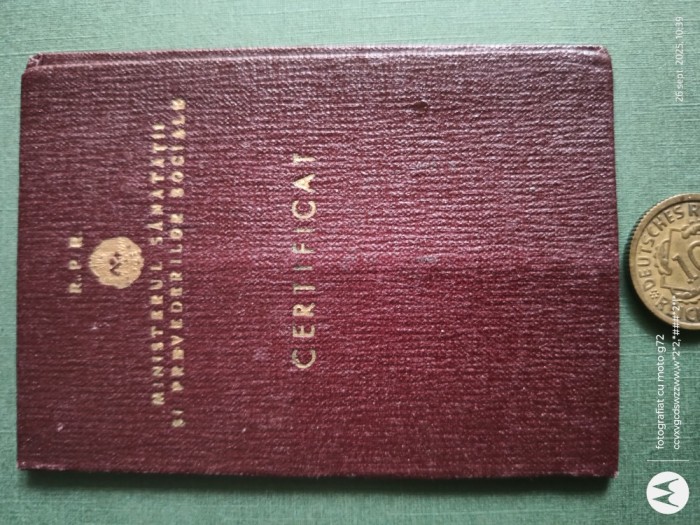 R.P.R.
MINISTERUL SĂNĂTĂȚII
ȘI PREVEDERILOR SOCIALE
CERTIFICAT
DEUTSCHES
10
26 sept. 2025, 10:39
fotografiat cu moto g72